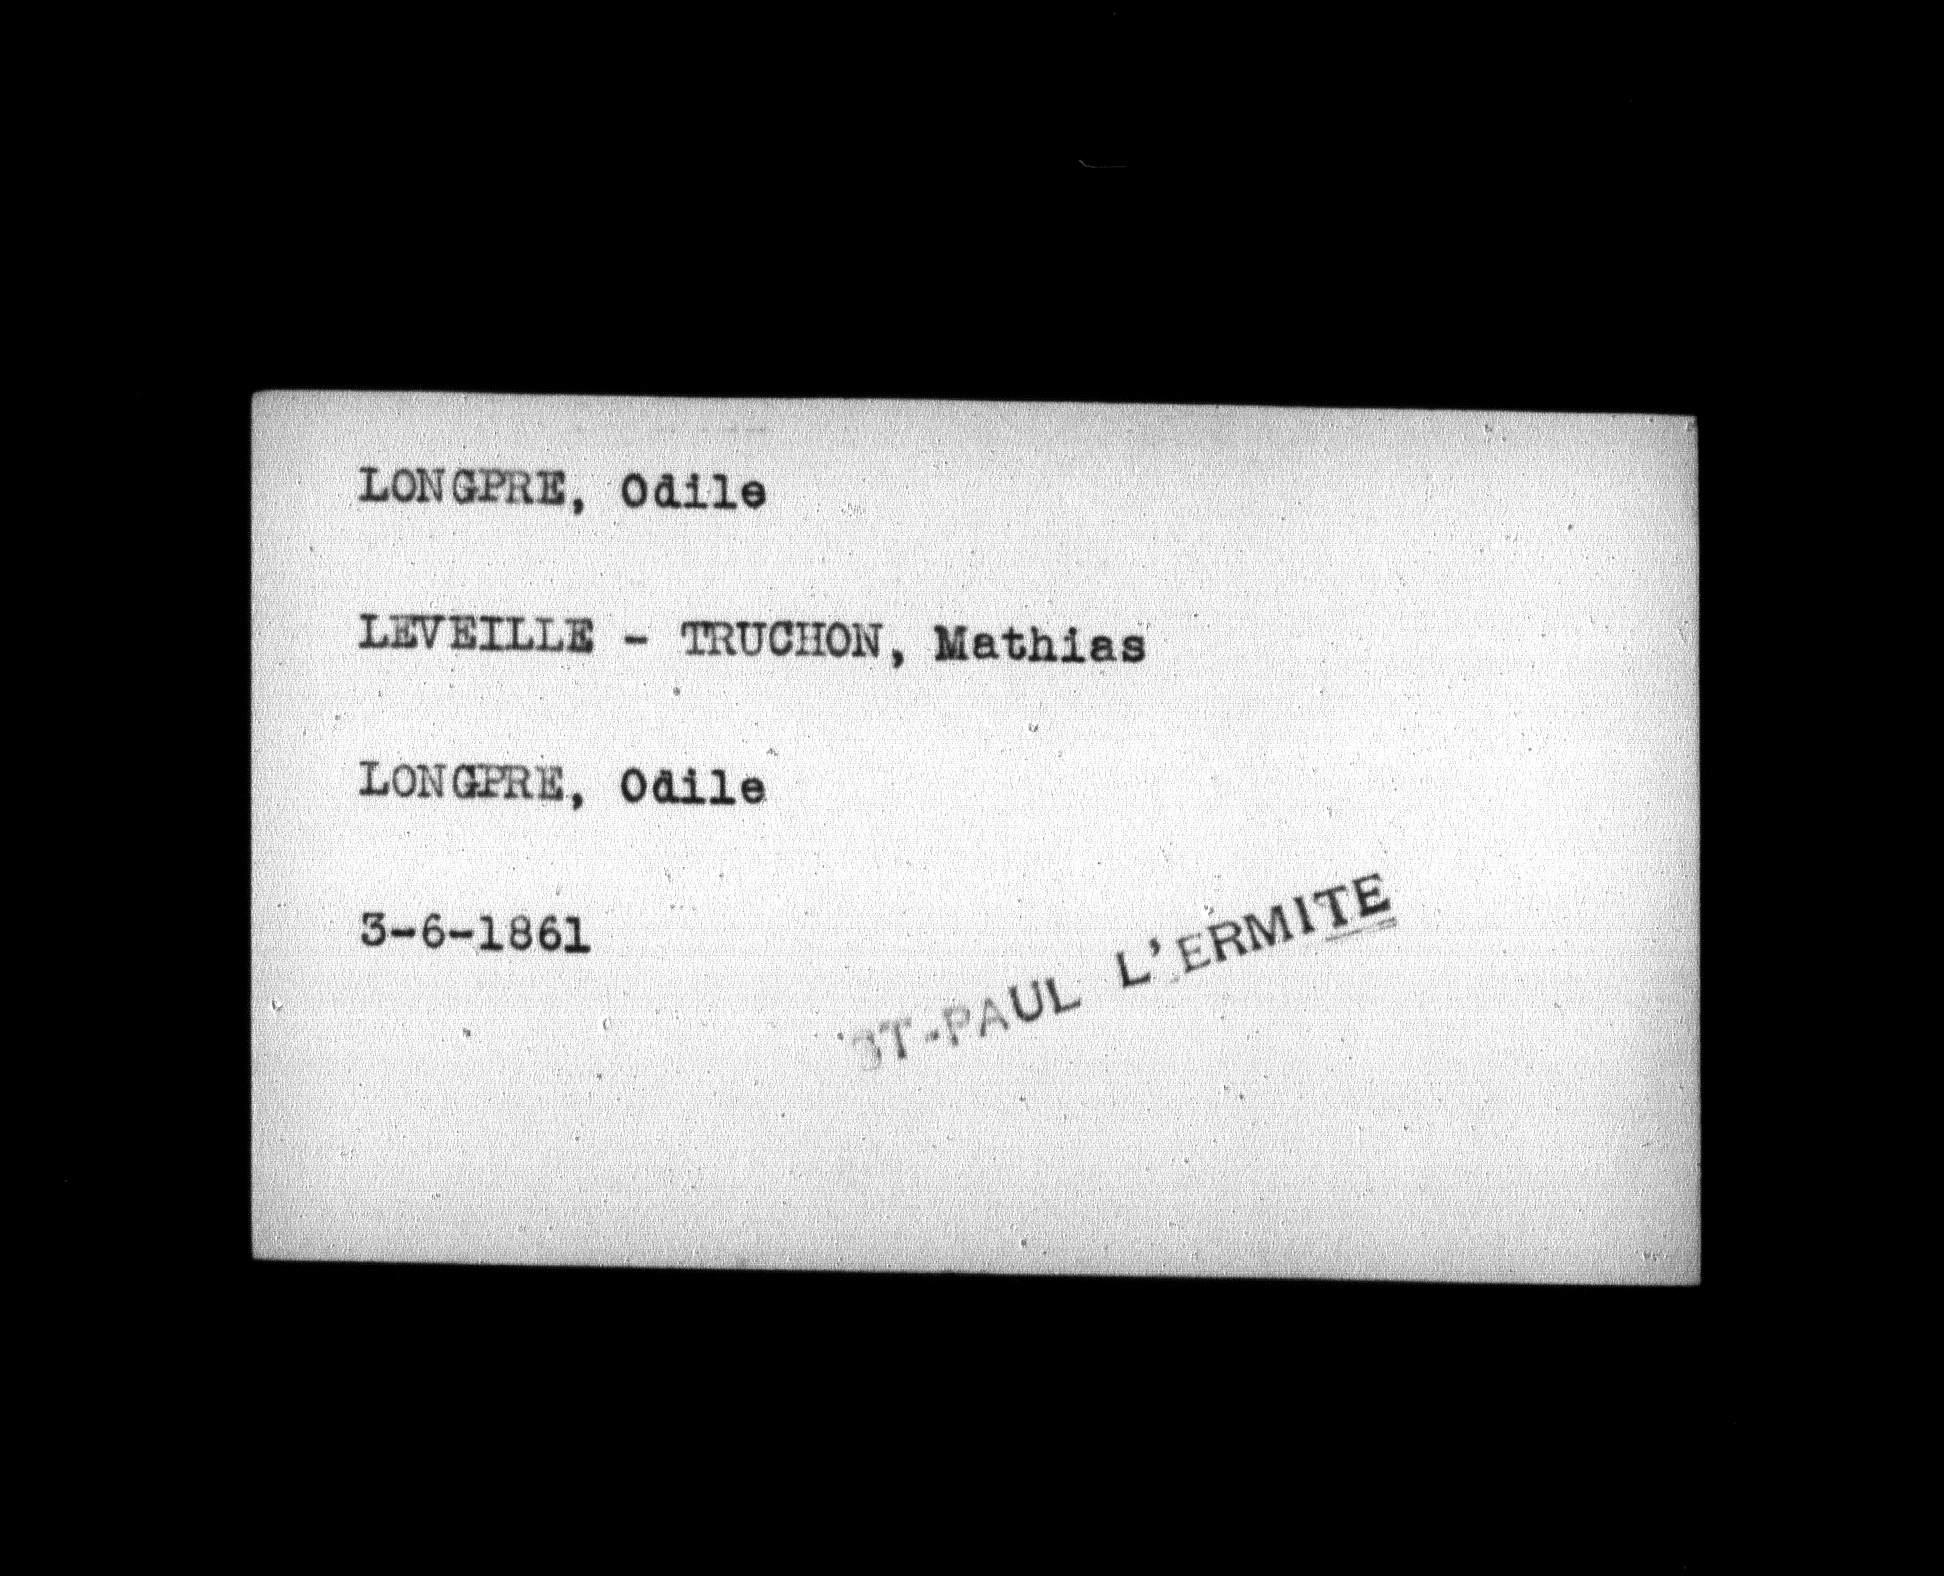 LONGPRE, Odile
LEVEILLE - TRUCHON, Mathias
LONGPRE, Odile
3-6-1861
ST-PAUL L'ERMITE